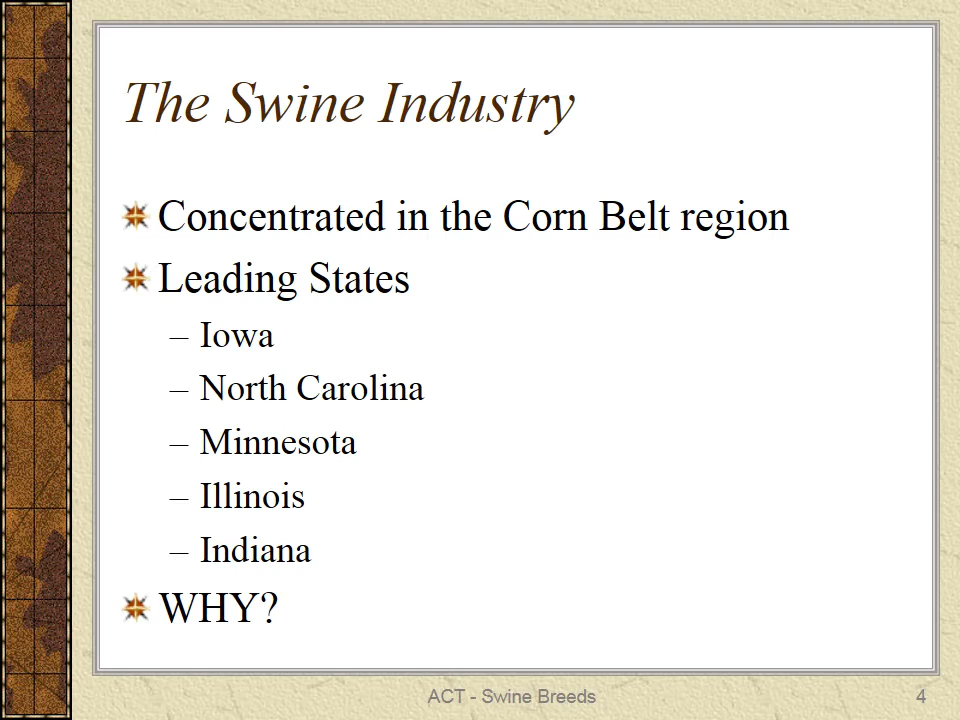 The Swine Industry
Concentrated in the Corn Belt region
Leading States
– Iowa
– North Carolina
– Minnesota
– Illinois
– Indiana
WHY?
ACT - Swine Breeds 4